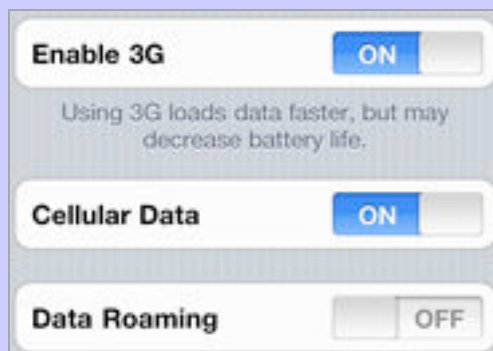 Enable 3G ON
Using 3G loads data faster, but may
decrease battery life.
Cellular Data ON
Data Roaming OFF